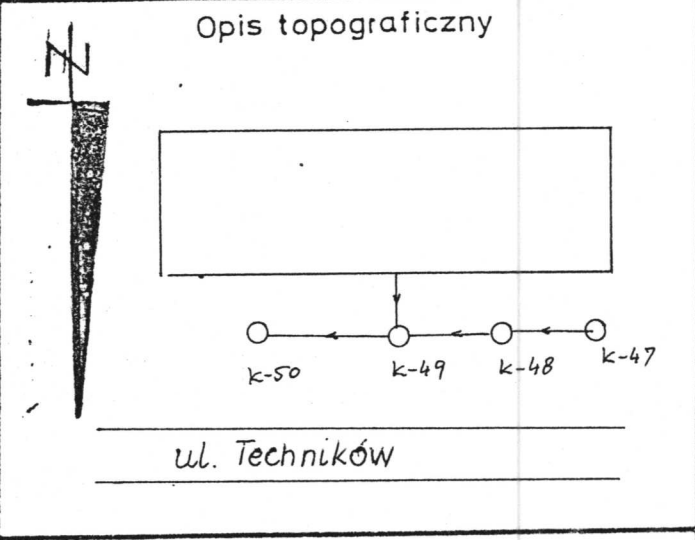 Opis topograficzny
N
k-50
k-49
k-48
k-47
ul. Techników